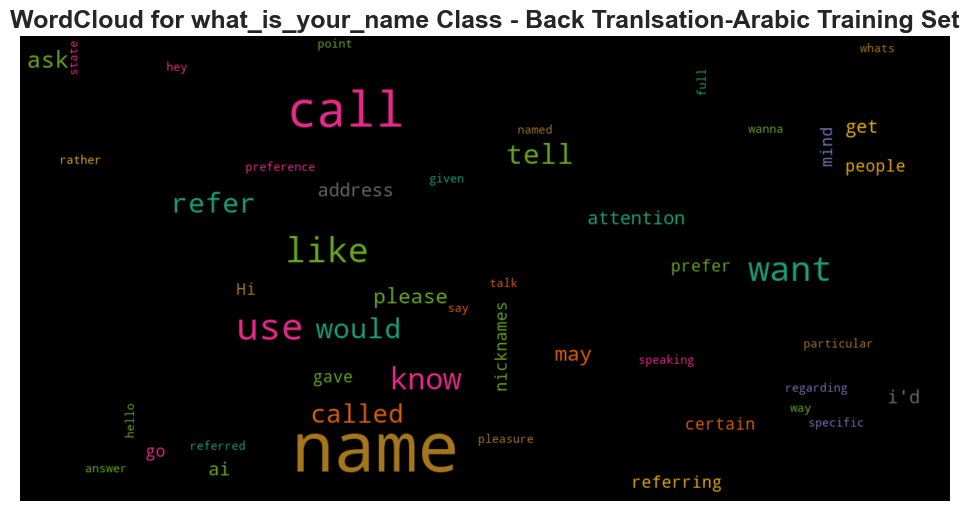 WordCloud for what_is_your_name Class - Back Tranlsation-Arabic Training Set
point
whats
ask
state
hey
full
call
named
wanna
get
mind
tell
rather
preference
people
given
address
refer
attention
like
prefer
want
Hi
talk
please
say
use
would
nicknames
particular
may
speaking
know
gave
regarding
i'd
way
called
hello
specific
certain
name
pleasure
referred
go
answer
ai
referring